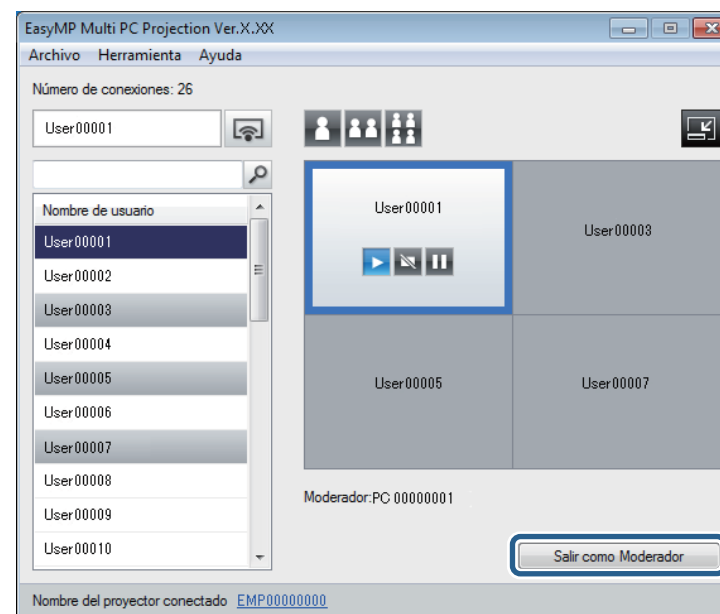 EasyMP Multi PC Projection Ver.X.XX
Archivo Herramienta Ayuda
Número de conexiones: 26
User00001
Nombre de usuario
User00001
User00002
User00003
User00004
User00005
User00006
User00007
User00008
User00009
User00010
User00001
User00003
User00005
User00007
Moderador:PC 00000001
Salir como Moderador
Nombre del proyector conectado EMP00000000